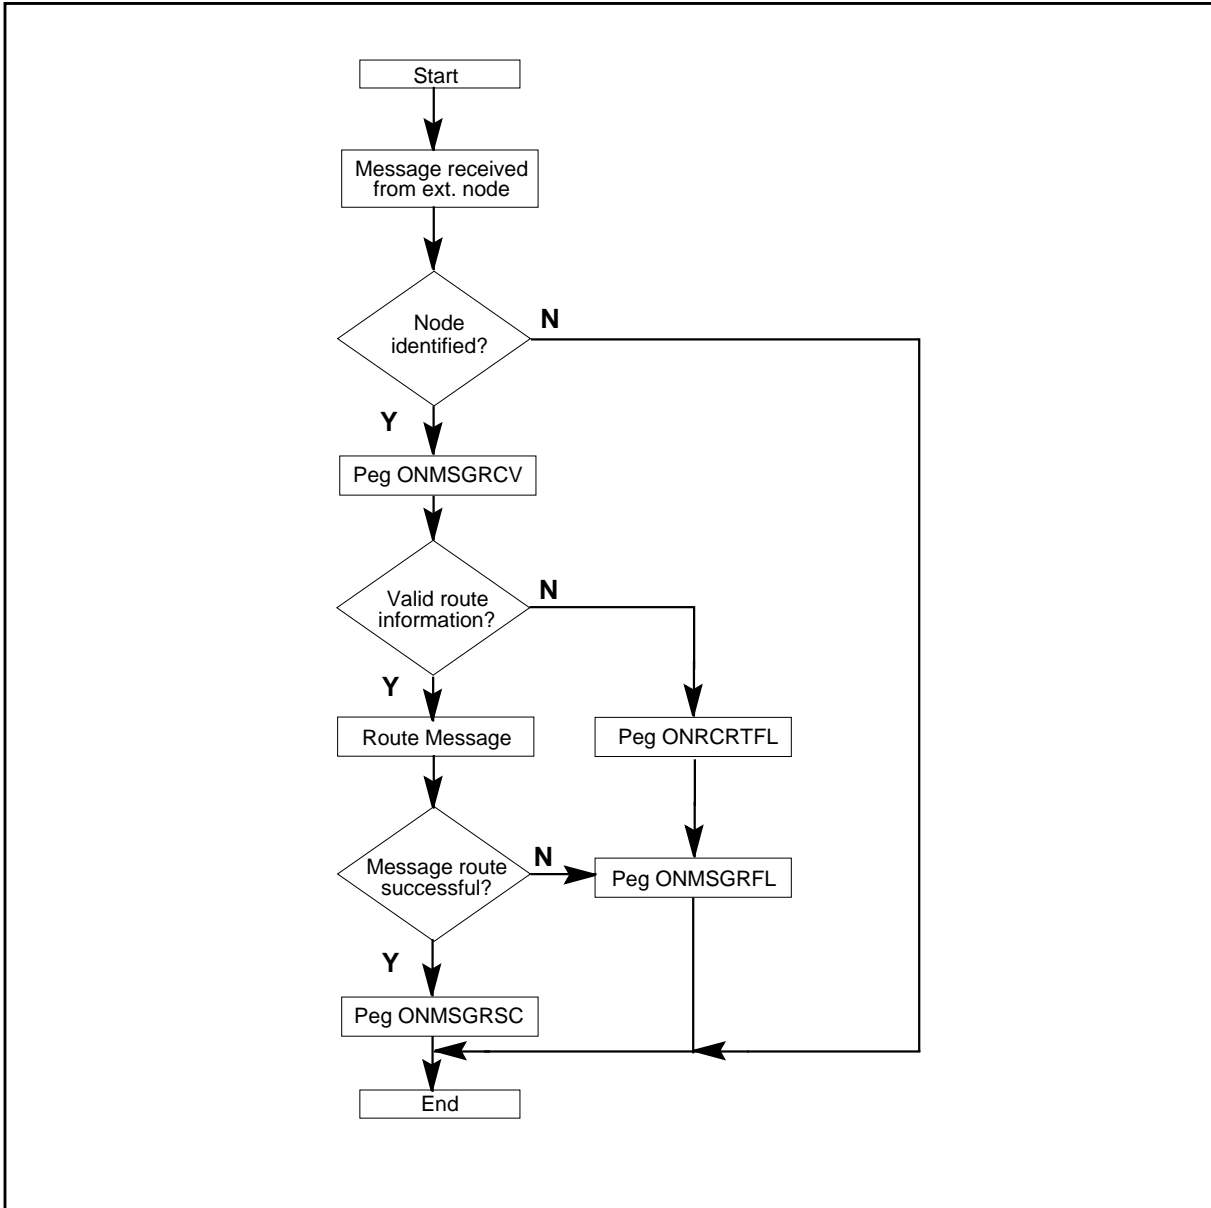 Start
Message received
from ext. node
Node
identified?
N
Y
Peg ONMSGRCV
Valid route
information?
N
Y
Route Message
Peg ONRCRTFL
Message route
successful?
N
Peg ONMSGRFL
Y
Peg ONMSGRSC
End